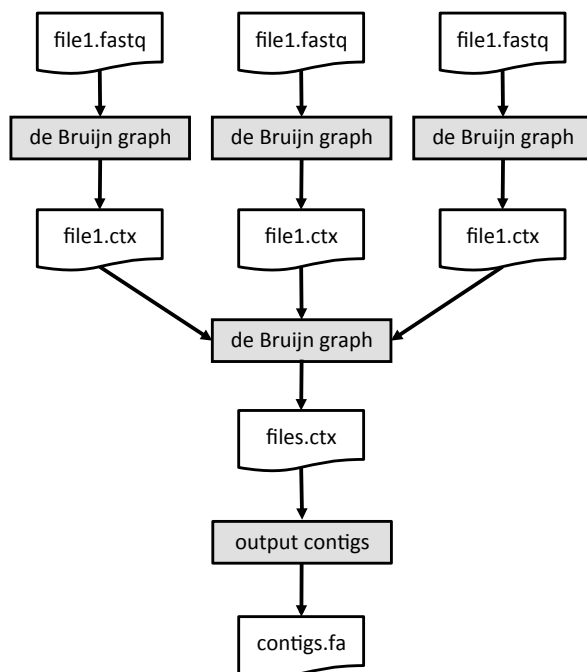 file1.fastq
file1.fastq
file1.fastq
de Bruijn graph
de Bruijn graph
de Bruijn graph
file1.ctx
file1.ctx
file1.ctx
de Bruijn graph
files.ctx
output contigs
contigs.fa